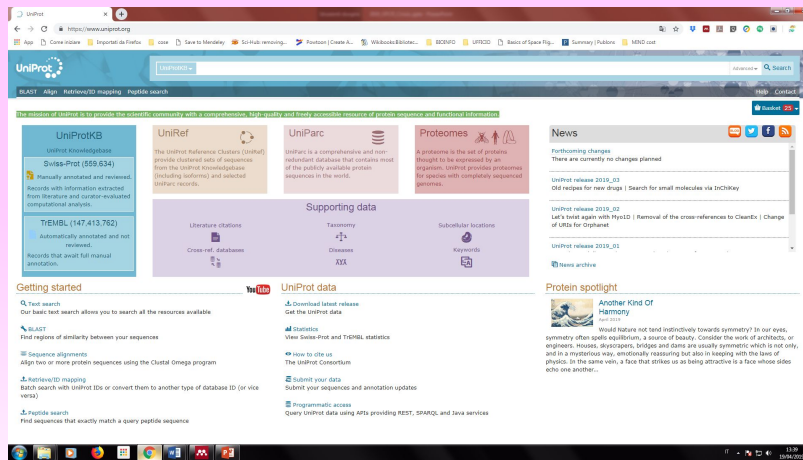 UniProt
https://www.uniprot.org
App
Come iniziare
Importati da Firefox
cose
Save to Mendeley
Sci-Hub: removing...
Powtoon | Create A...
Wikibooks:Bibliotec...
BIOINFO
UFFICIO
Basics of Space Flig...
Summary | Publons
MIND cost
UniProt
UniProtKB
Advanced
Search
BLAST Align Retrieve/ID mapping Peptide search
Help Contact
Basket 25
The mission of UniProt is to provide the scientific community with a comprehensive, high-quality and freely accessible resource of protein sequence and functional information.
UniProtKB
UniProt Knowledgebase
Swiss-Prot (559,634)
Manually annotated and reviewed.
Records with information extracted
from literature and curator-evaluated
computational analysis.
TrEMBL (147,413,762)
Automatically annotated and not
reviewed.
Records that await full manual
annotation.
UniRef
The UniProt Reference Clusters (UniRef)
provide clustered sets of sequences
from the UniProt Knowledgebase
(including isoforms) and selected
UniParc records.
UniParc
UniParc is a comprehensive and non-
redundant database that contains most
of the publicly available protein
sequences in the world.
Proteomes
A proteome is the set of proteins
thought to be expressed by an
organism. UniProt provides proteomes
for species with completely sequenced
genomes.
Supporting data
Literature citations
Taxonomy
Subcellular locations
Cross-ref. databases
Diseases
Keywords
News
Forthcoming changes
There are currently no changes planned
UniProt release 2019_03
Old recipes for new drugs | Search for small molecules via InChIKey
UniProt release 2019_02
Let's twist again with Myo1D | Removal of the cross-references to CleanEx | Change
of URIs for Orphanet
UniProt release 2019_01
News archive
Getting started
YouTube
Text search
Our basic text search allows you to search all the resources available
BLAST
Find regions of similarity between your sequences
Sequence alignments
Align two or more protein sequences using the Clustal Omega program
Retrieve/ID mapping
Batch search with UniProt IDs or convert them to another type of database ID (or vice
versa)
Peptide search
Find sequences that exactly match a query peptide sequence
UniProt data
Download latest release
Get the UniProt data
Statistics
View Swiss-Prot and TrEMBL statistics
How to cite us
The UniProt Consortium
Submit your data
Submit your sequences and annotation updates
Programmatic access
Query UniProt data using APIs providing REST, SPARQL and Java services
Protein spotlight
Another Kind Of
Harmony
April 2019
Would Nature not tend instinctively towards symmetry? In our eyes,
symmetry often spells equilibrium, a source of beauty. Consider the work of architects, or
engineers. Houses, skyscrapers, bridges and dams are usually symmetric which is not only,
and in a mysterious way, emotionally reassuring but also in keeping with the laws of
physics. In the same vein, a face that strikes us as being attractive is a face whose sides
echo one another...
IT
13:39
19/04/2019